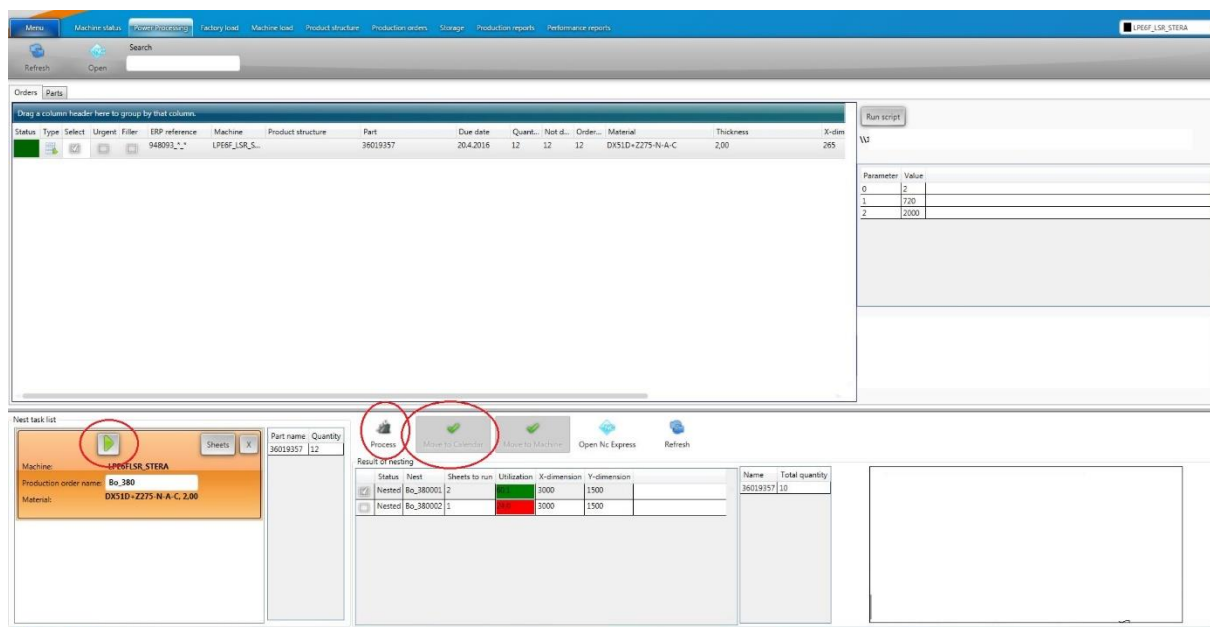 Menu Machine status Power Processing Factory load Machine load Product structure Production orders Storage Production reports Performance reports LPE6F_LSR_STERA
Refresh Open Search
Orders Parts
Drag a column header here to group by that column.
Status Type Select Urgent Filler ERP reference Machine Product structure Part Due date Quant... Not d... Order... Material Thickness X-dim
948093_*_* LPE6F_LSR_S... 36019357 20.4.2016 12 12 12 DX51D+Z275-N-A-C 2,00 265
Run script
\\
Parameter Value
0 2
1 720
2 2000
Nest task list
Sheets X
Machine: LPE6FLSR_STERA
Production order name: Bo_380
Material: DX51D+Z275-N-A-C, 2.00
Part name Quantity
36019357 12
Process Move to Calendar Move to Machine Open Nc Express Refresh
Result of nesting
Status Nest Sheets to run Utilization X-dimension Y-dimension
Nested Bo_380001 2 3000 1500
Nested Bo_380002 1 3000 1500
Name Total quantity
36019357 10